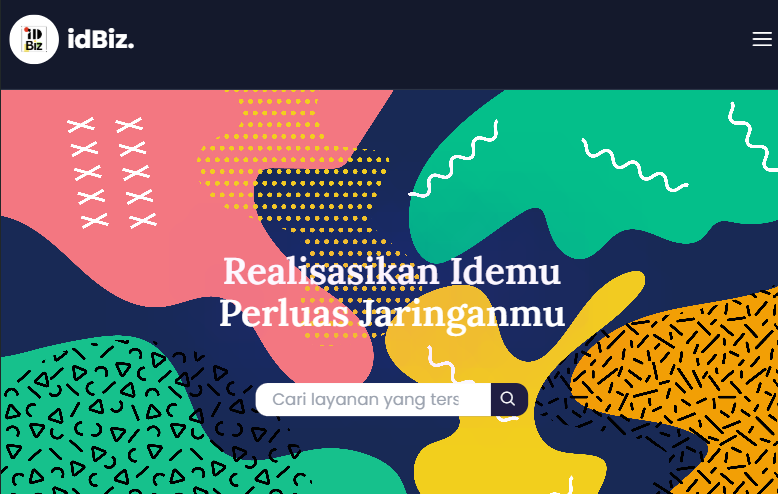 iD
Biz
idBiz.
Realisasikan Idemu
Perluas Jaringanmu
Cari layanan yang ters